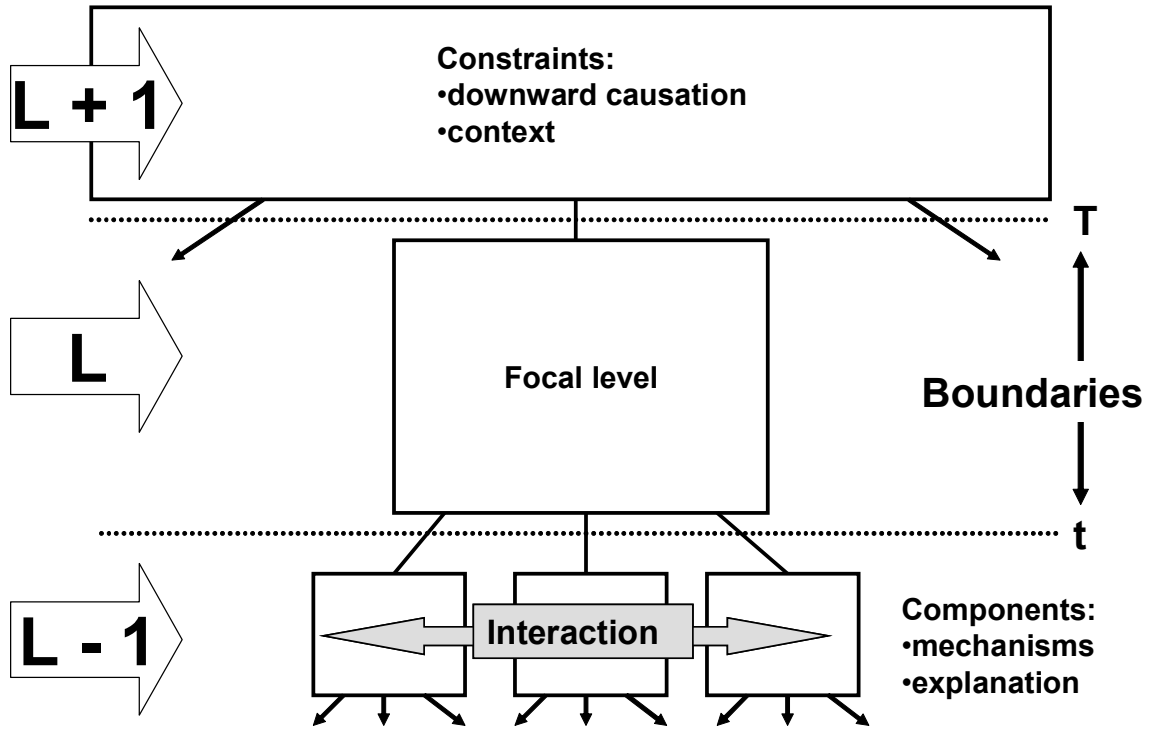 L + 1
Constraints:
•downward causation
•context
T
L
Focal level
Boundaries
t
L - 1
Interaction
Components:
•mechanisms
•explanation